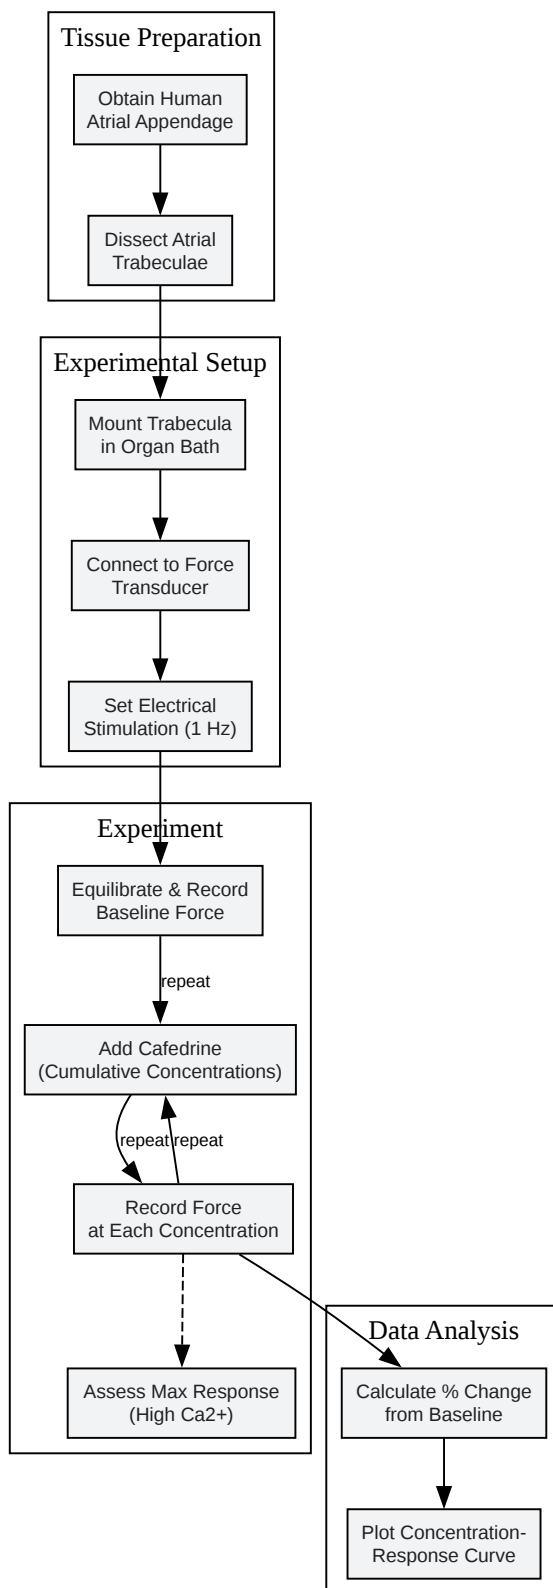 Tissue Preparation
Obtain Human
Atrial Appendage
Dissect Atrial
Trabeculae
Experimental Setup
Mount Trabecula
in Organ Bath
Connect to Force
Transducer
Set Electrical
Stimulation (1 Hz)
Experiment
Equilibrate & Record
Baseline Force
repeat
Add Cafedrine
(Cumulative Concentrations)
repeat repeat
Record Force
at Each Concentration
Assess Max Response
(High Ca2+)
Data Analysis
Calculate % Change
from Baseline
Plot Concentration-
Response Curve